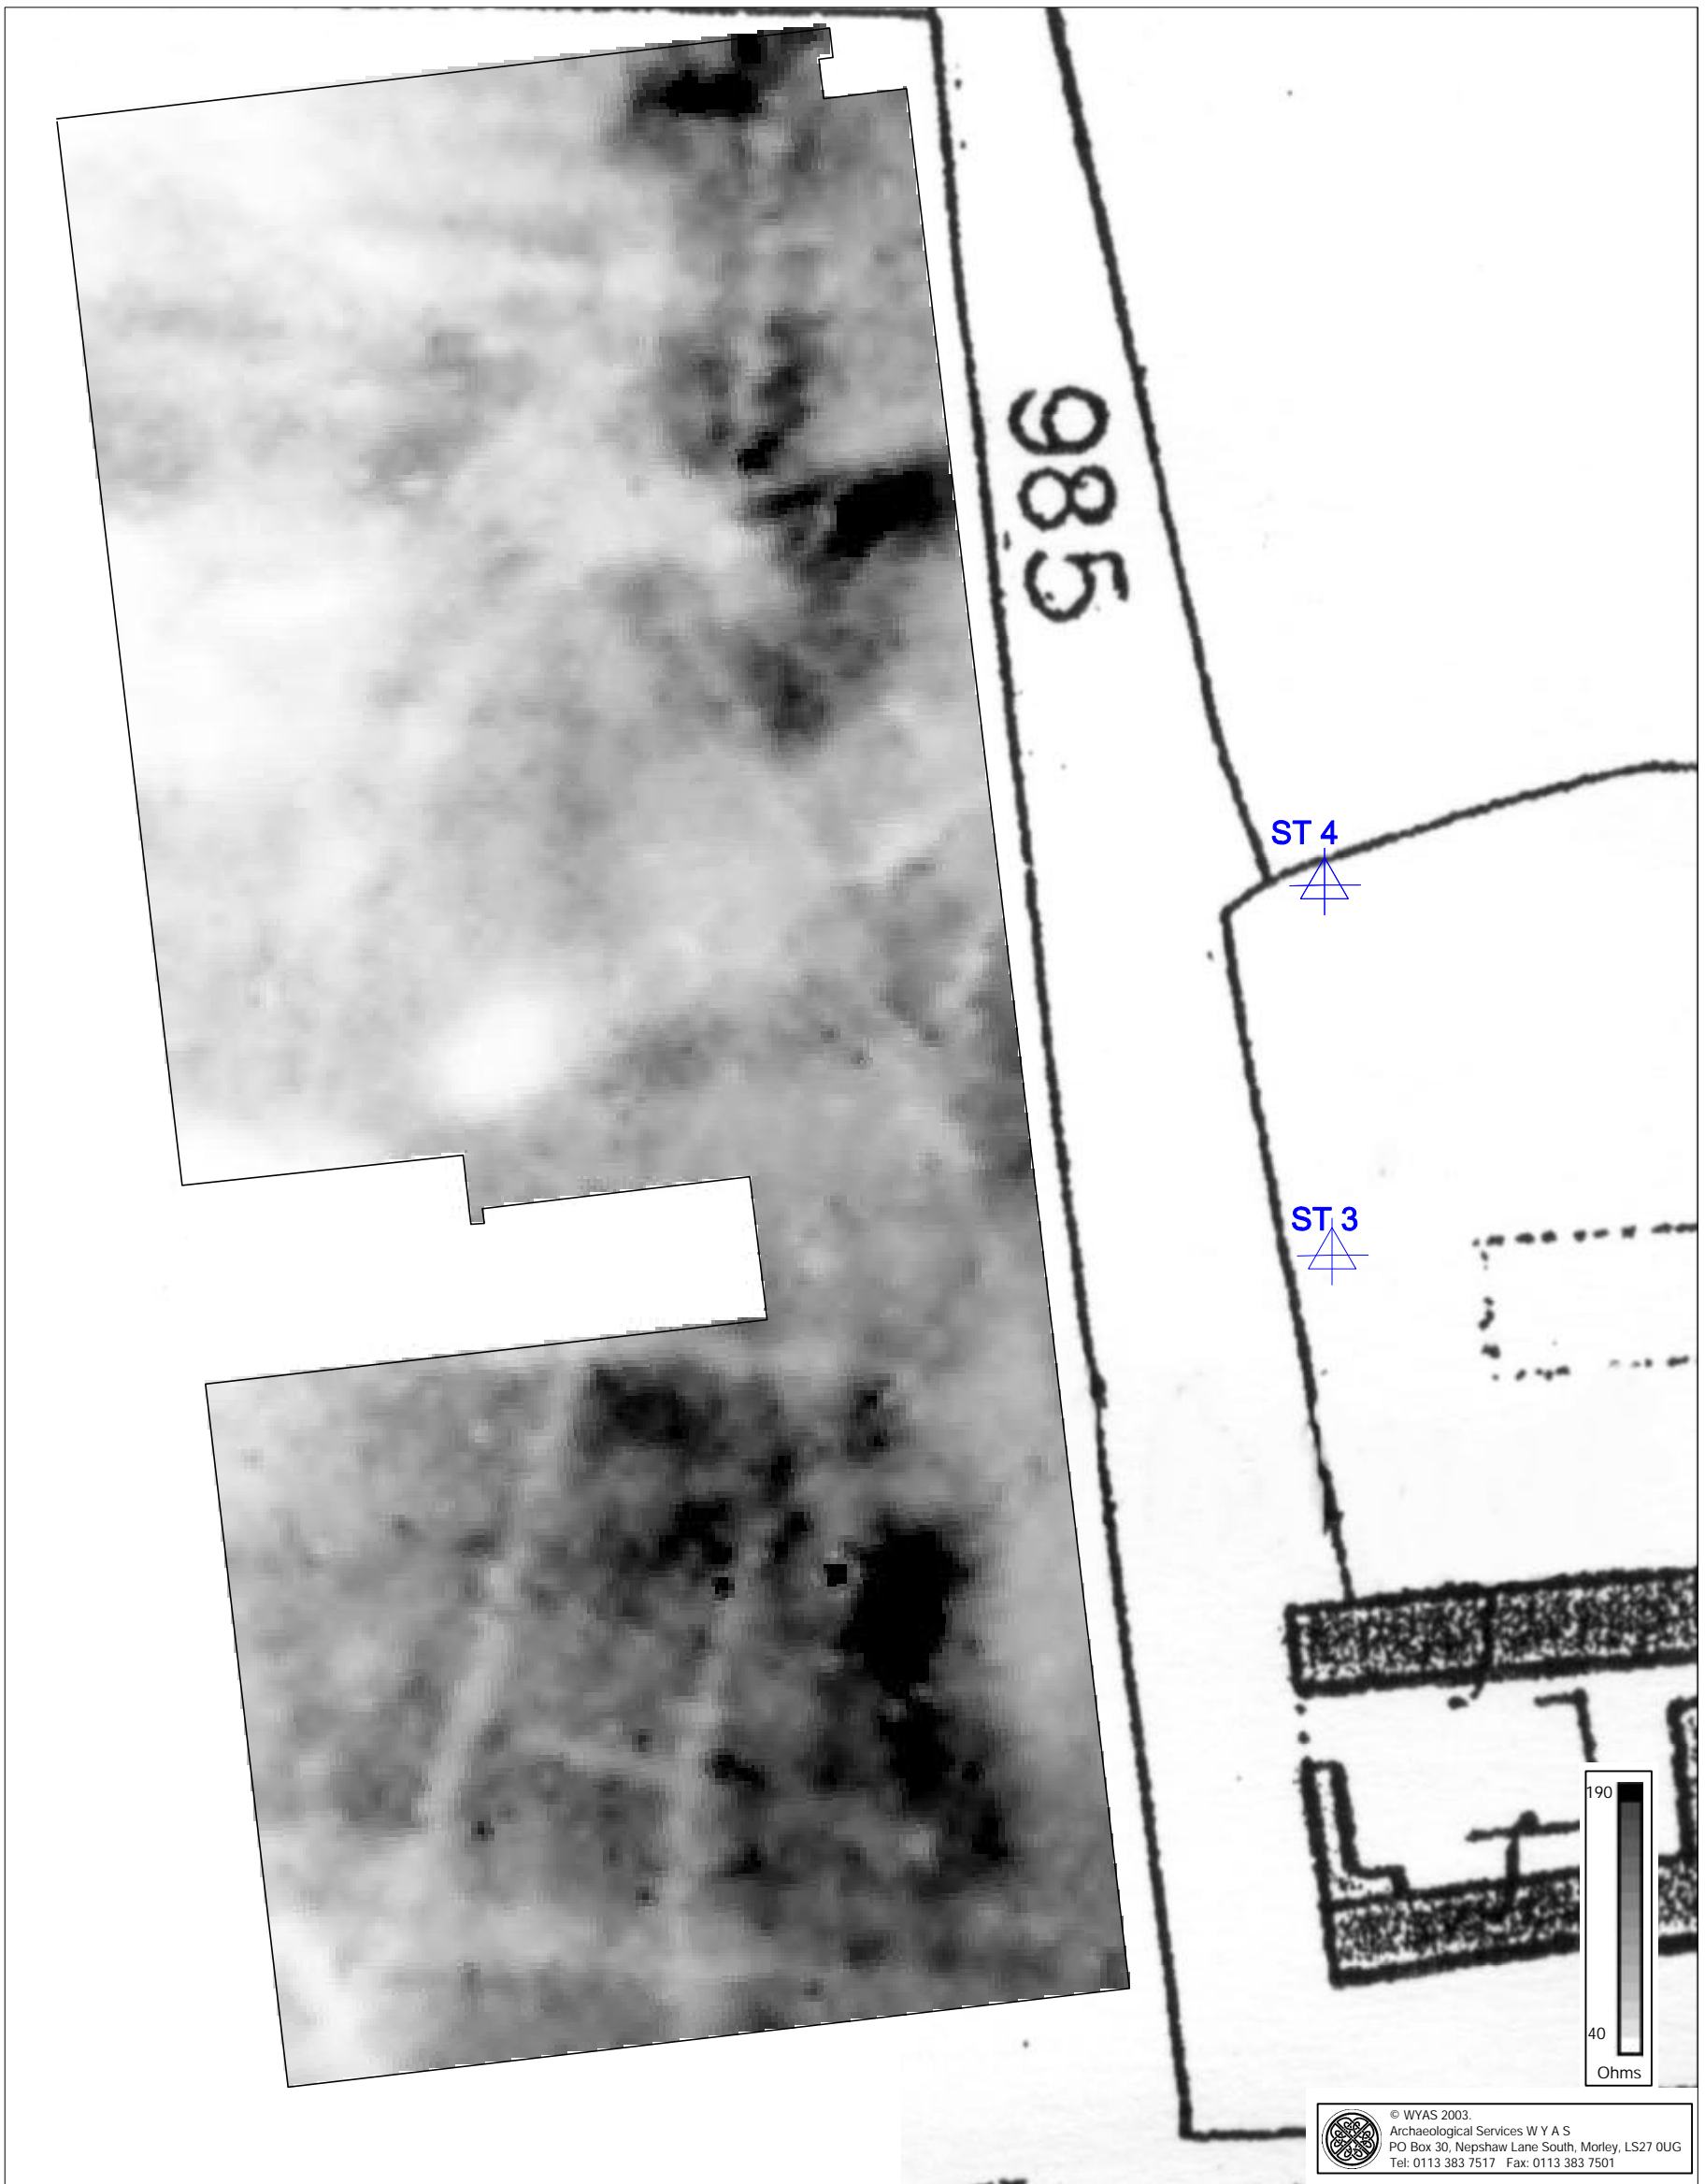 985
ST 4
ST 3
190
40
Ohms
© WYAS 2003.
Archaeological Services W Y A S
PO Box 30, Nepshaw Lane South, Morley, LS27 0UG
Tel: 0113 383 7517 Fax: 0113 383 7501